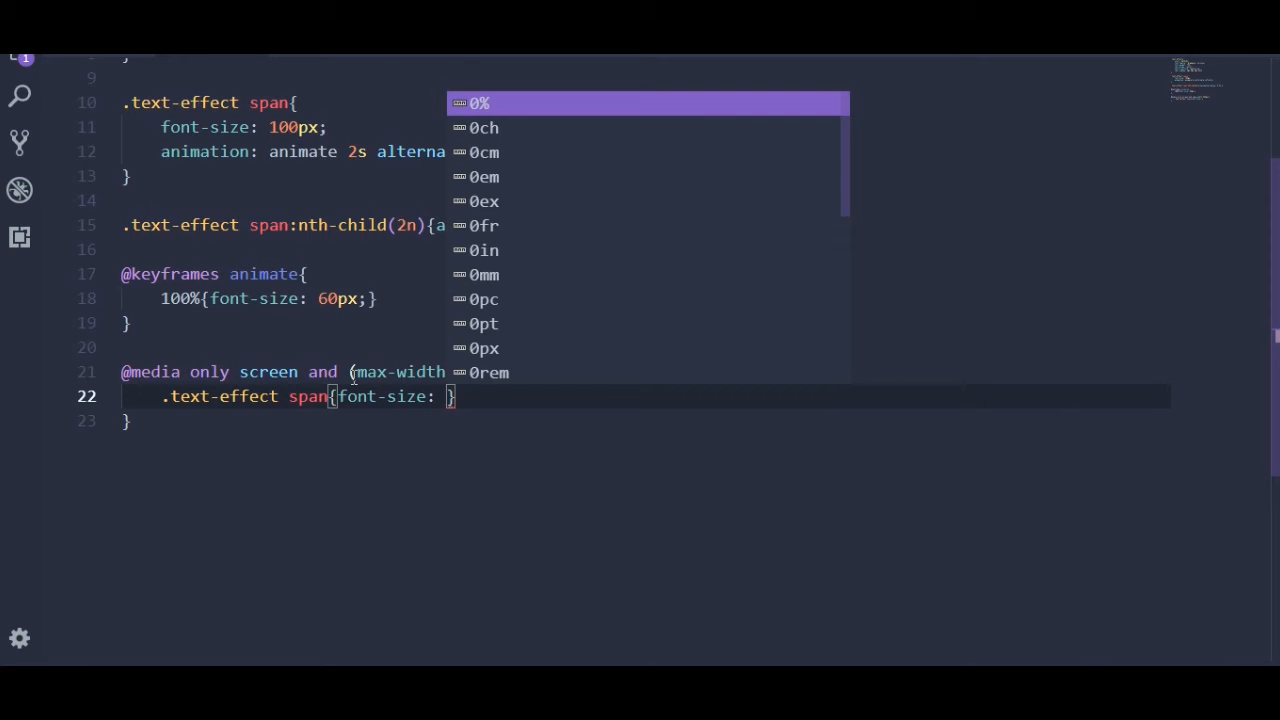 1
}
9
10 .text-effect span{
11 font-size: 100px;
12 animation: animate 2s alterna
13 }
14
15 .text-effect span:nth-child(2n){a
16
17 @keyframes animate{
18 100%{font-size: 60px;}
19 }
20
21 @media only screen and (max-width
22 .text-effect span{font-size: }
23 }
0%
0ch
0cm
0em
0ex
0fr
0in
0mm
0pc
0pt
0px
0rem